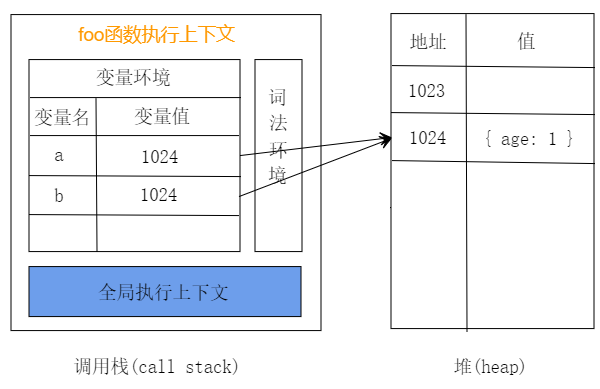 foo函数执行上下文
变量环境
变量名 变量值
a 1024
b 1024
词法环境
全局执行上下文
调用栈(call stack)
地址 值
1023
1024 { age: 1 }
堆(heap)